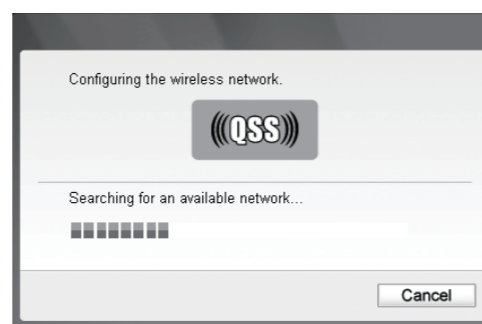 Configuring the wireless network.
(((QSS)))
Searching for an available network...
Cancel